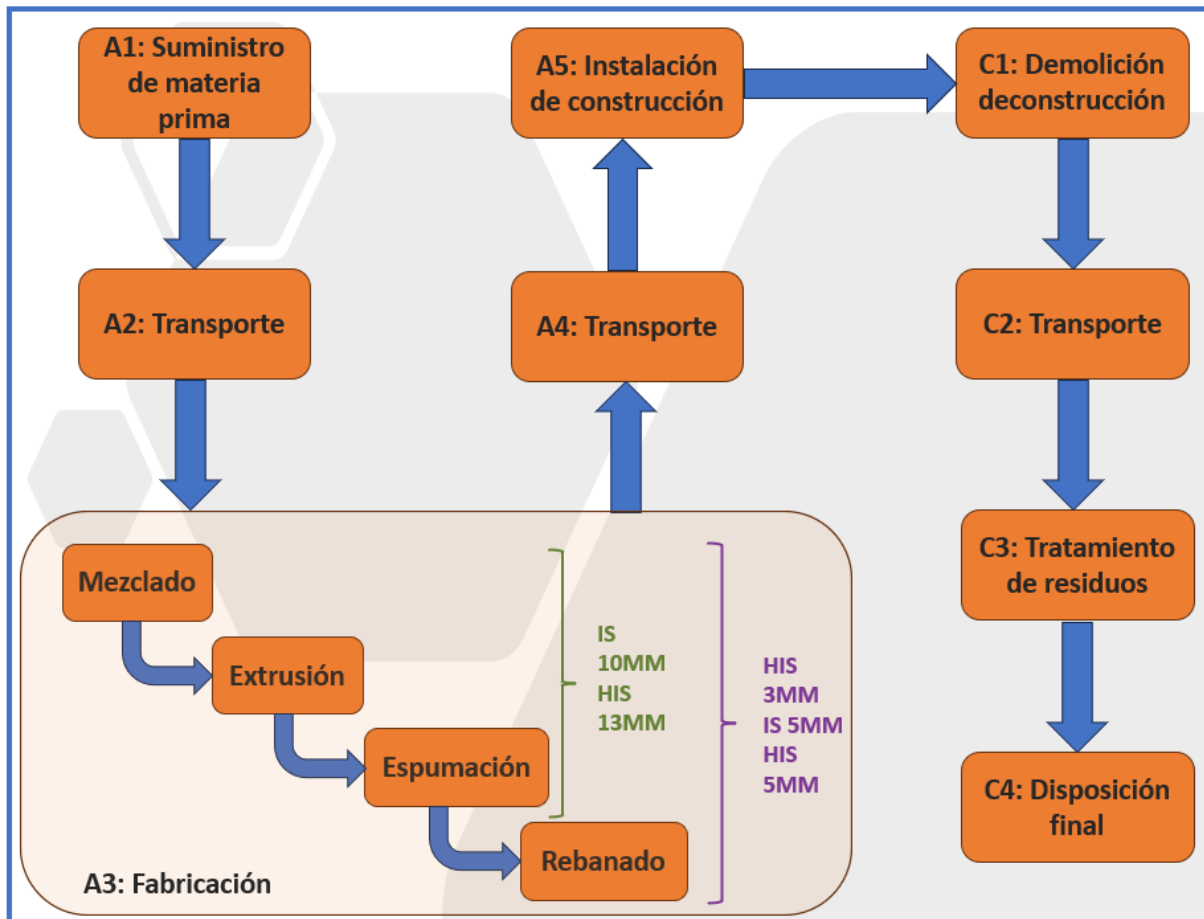 A1: Suministro
de materia
prima
A2: Transporte
Mezclado
Extrusión
Espumación
Rebanado
A3: Fabricación
IS
10MM
HIS
13MM
HIS
3MM
IS 5MM
HIS
5MM
A4: Transporte
A5: Instalación
de construcción
C1: Demolición
deconstrucción
C2: Transporte
C3: Tratamiento
de residuos
C4: Disposición
final